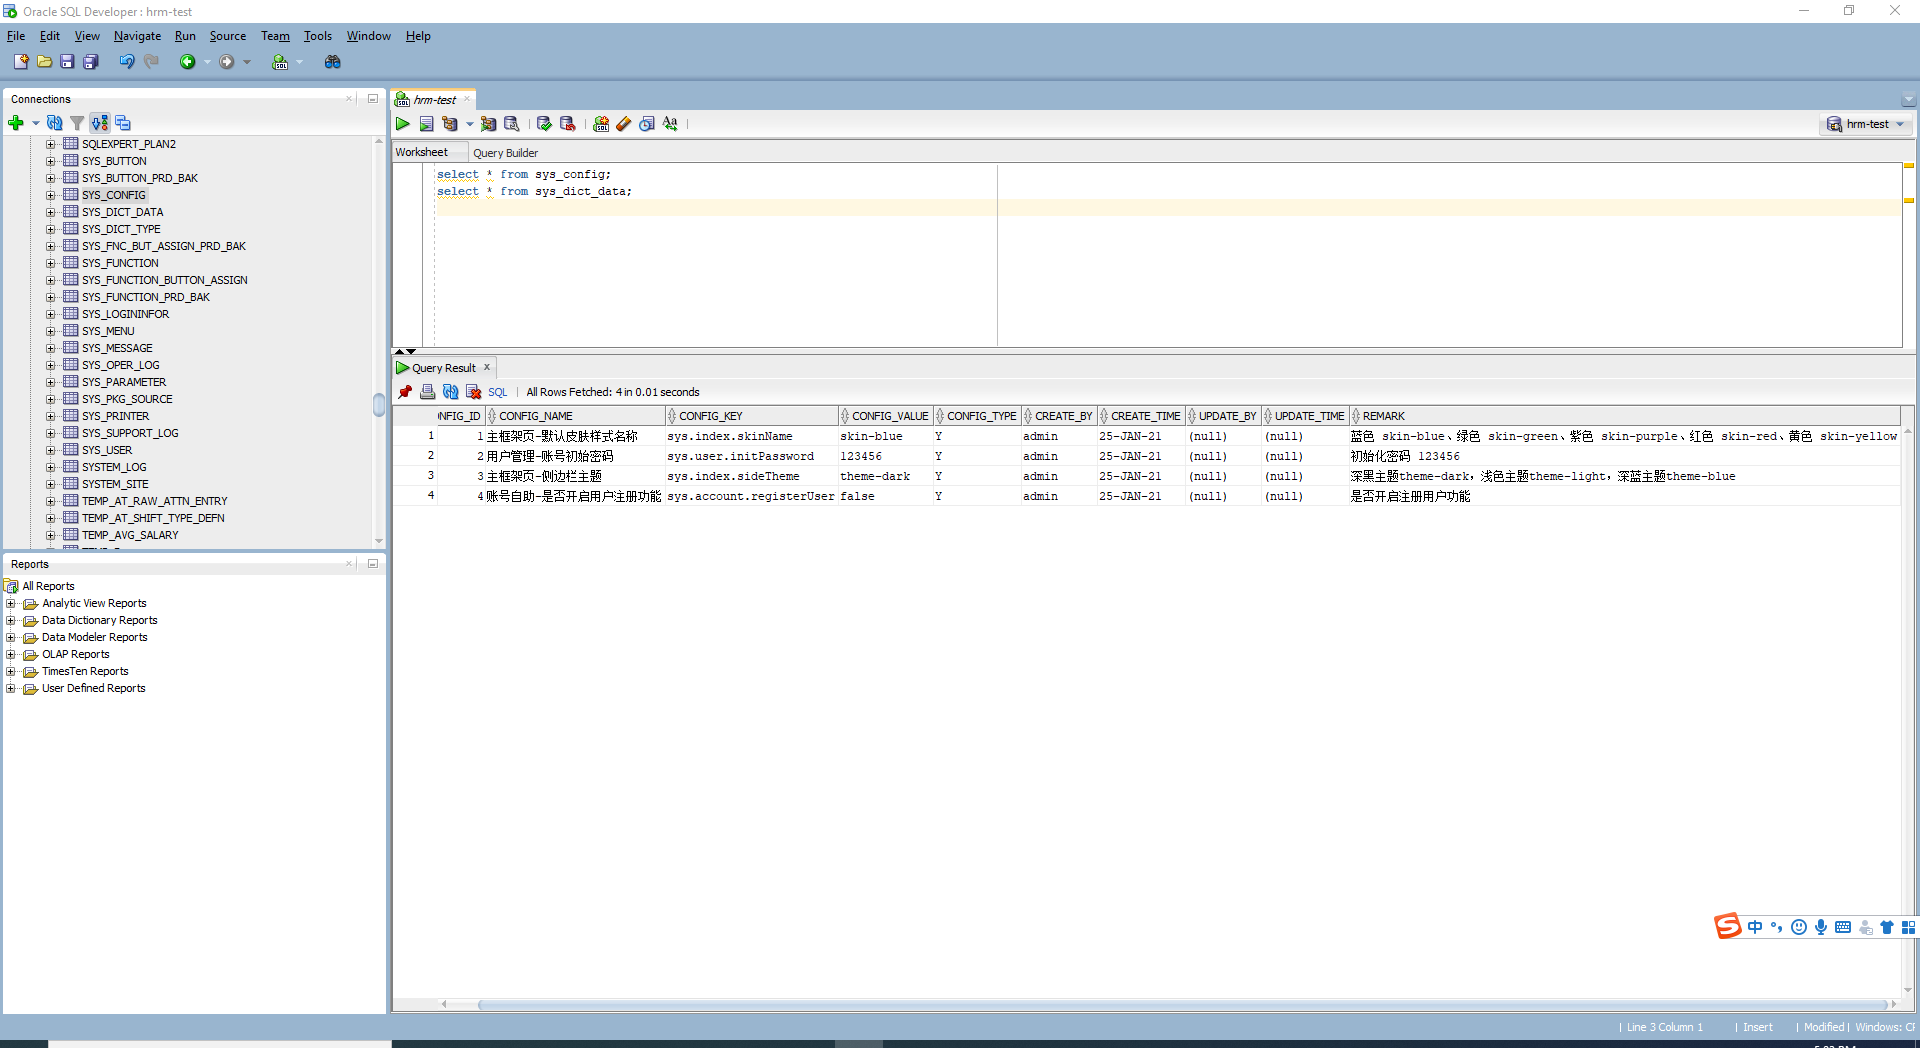 Oracle SQL Developer : hrm-test
File Edit View Navigate Run Source Team Tools Window Help
Connections
SQLEXPERT_PLAN2
SYS_BUTTON
SYS_BUTTON_PRD_BAK
SYS_CONFIG
SYS_DICT_DATA
SYS_DICT_TYPE
SYS_FNC_BUT_ASSIGN_PRD_BAK
SYS_FUNCTION
SYS_FUNCTION_BUTTON_ASSIGN
SYS_FUNCTION_PRD_BAK
SYS_LOGININFOR
SYS_MENU
SYS_MESSAGE
SYS_OPER_LOG
SYS_PARAMETER
SYS_PKG_SOURCE
SYS_PRINTER
SYS_SUPPORT_LOG
SYS_USER
SYSTEM_LOG
SYSTEM_SITE
TEMP_AT_RAW_ATTN_ENTRY
TEMP_AT_SHIFT_TYPE_DEFN
TEMP_AVG_SALARY
Reports
All Reports
Analytic View Reports
Data Dictionary Reports
Data Modeler Reports
OLAP Reports
TimesTen Reports
User Defined Reports
hrm-test
hrm-test
Worksheet Query Builder
select * from sys_config;
select * from sys_dict_data;
Query Result
SQL All Rows Fetched: 4 in 0.01 seconds
NFIG_ID CONFIG_NAME CONFIG_KEY CONFIG_VALUE CONFIG_TYPE CREATE_BY CREATE_TIME UPDATE_BY UPDATE_TIME REMARK
1 1 主框架页-默认皮肤样式名称 sys.index.skinName skin-blue Y admin 25-JAN-21 (null) (null) 蓝色 skin-blue、绿色 skin-green、紫色 skin-purple、红色 skin-red、黄色 skin-yellow
2 2 用户管理-账号初始密码 sys.user.initPassword 123456 Y admin 25-JAN-21 (null) (null) 初始化密码 123456
3 3 主框架页-侧边栏主题 sys.index.sideTheme theme-dark Y admin 25-JAN-21 (null) (null) 深黑主题theme-dark，浅色主题theme-light，深蓝主题theme-blue
4 4 账号自助-是否开启用户注册功能 sys.account.registerUser false Y admin 25-JAN-21 (null) (null) 是否开启注册用户功能
中
Line 3 Column 1 Insert Modified Windows: CF